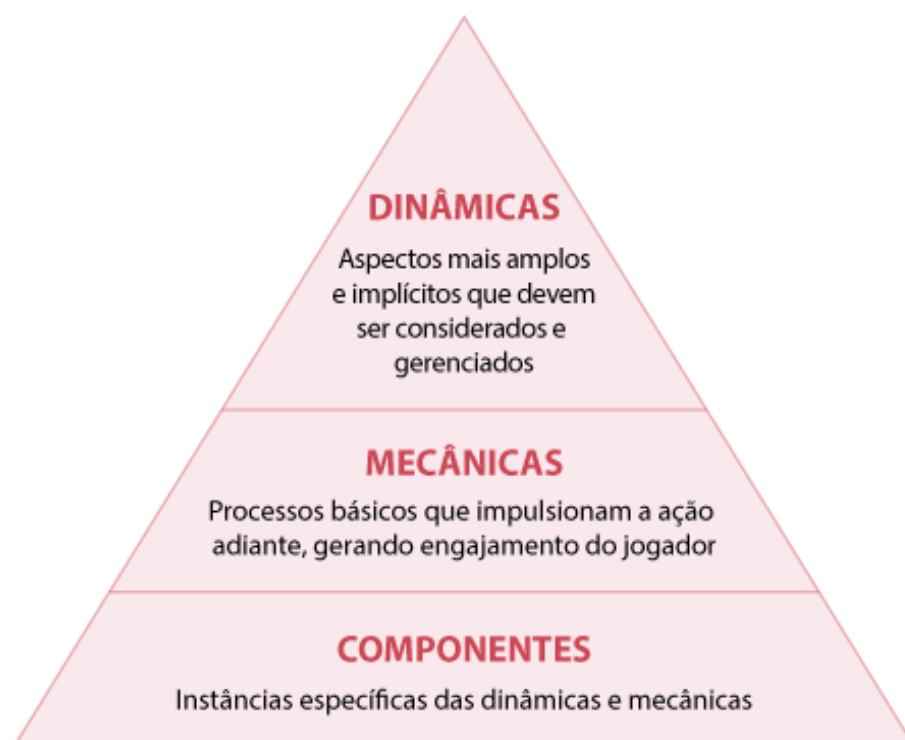 DINÂMICAS
Aspectos mais amplos
e implícitos que devem
ser considerados e
gerenciados
MECÂNICAS
Processos básicos que impulsionam a ação
adiante, gerando engajamento do jogador
COMPONENTES
Instâncias específicas das dinâmicas e mecânicas